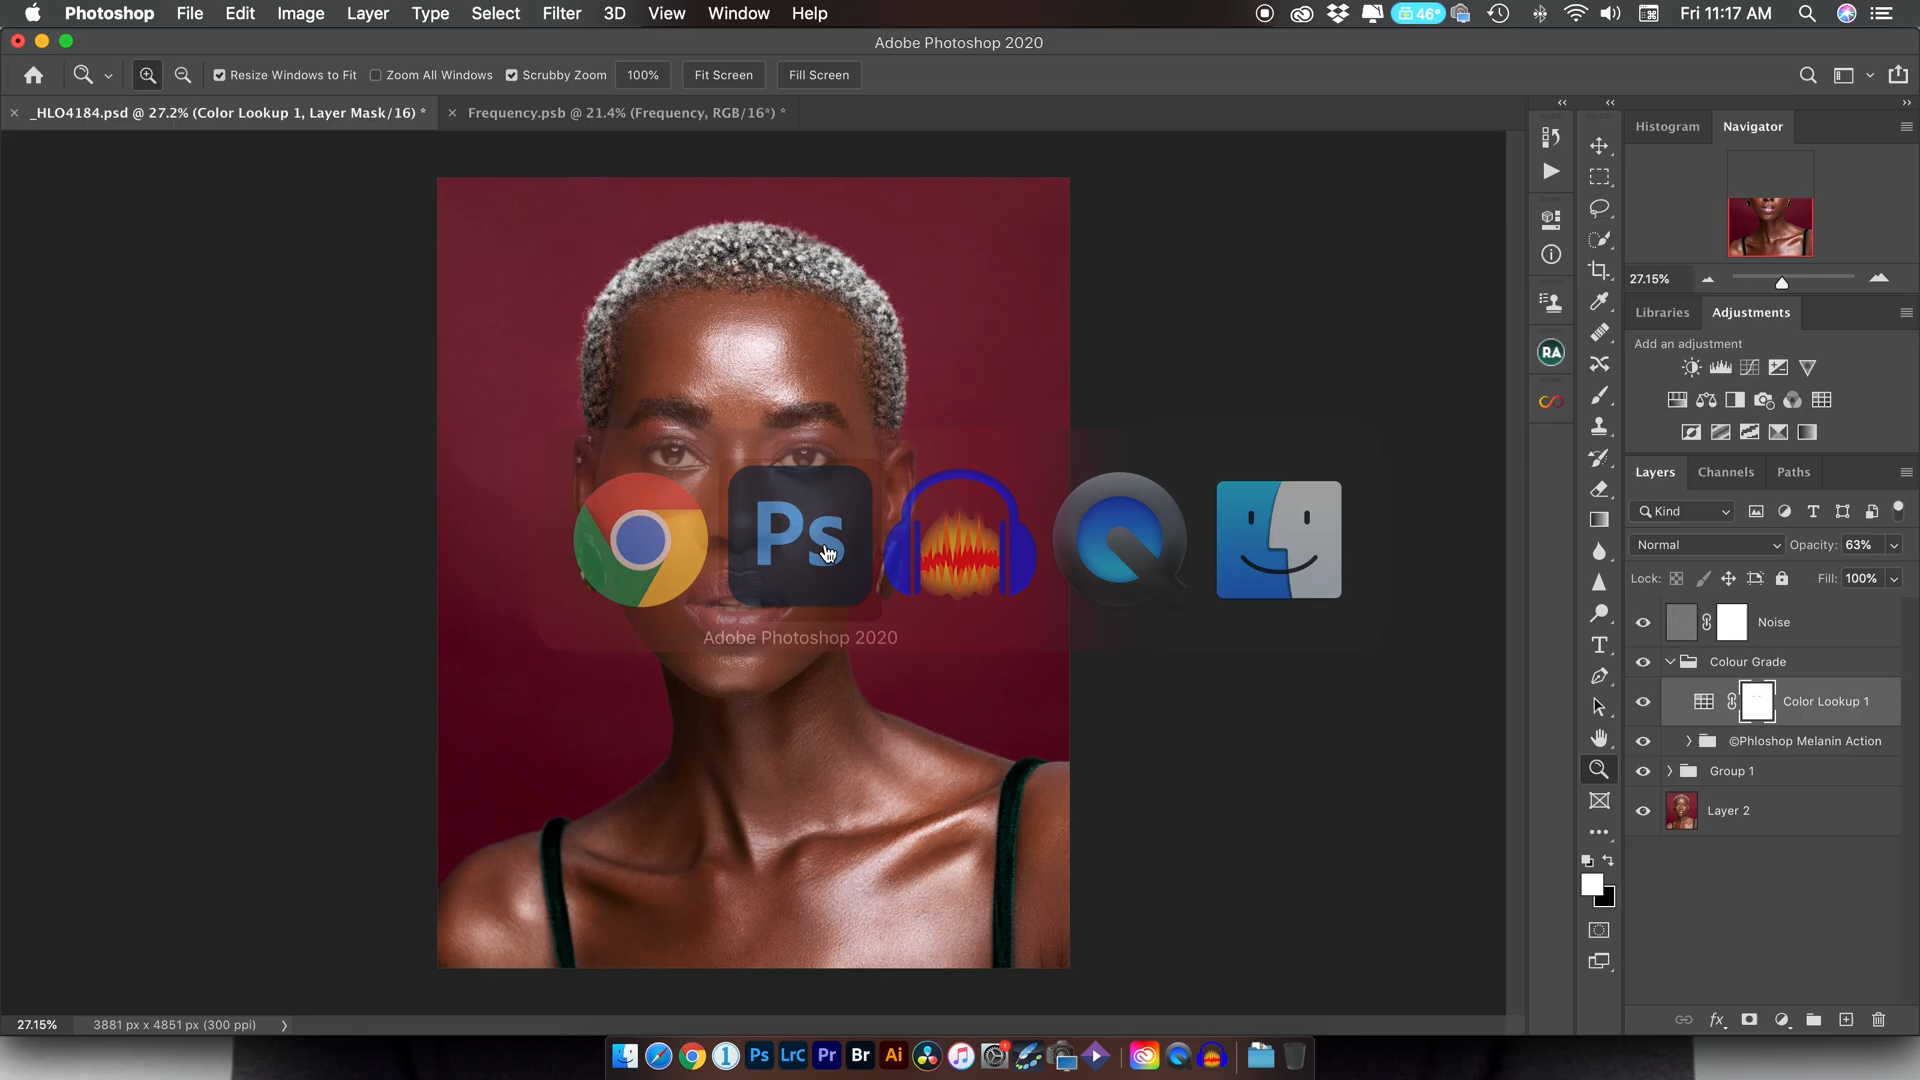 Photoshop File Edit Image Layer Type Select Filter 3D View Window Help 46° Fri 11:17 AM
Adobe Photoshop 2020
Resize Windows to Fit Zoom All Windows Scrubby Zoom 100% Fit Screen Fill Screen
_HLO4184.psd @ 27.2% (Color Lookup 1, Layer Mask/16) * Frequency.psb @ 21.4% (Frequency, RGB/16*) *
Histogram Navigator
27.15%
Libraries Adjustments
Add an adjustment
RA
Layers Channels Paths
Kind
Normal Opacity: 63%
Lock: Fill: 100%
Noise
Colour Grade
Color Lookup 1
©Phloshop Melanin Action
Group 1
Layer 2
Ps
Adobe Photoshop 2020
27.15% 3881 px x 4851 px (300 ppi)
fx
1 Ps LrC Pr Br Ai 1